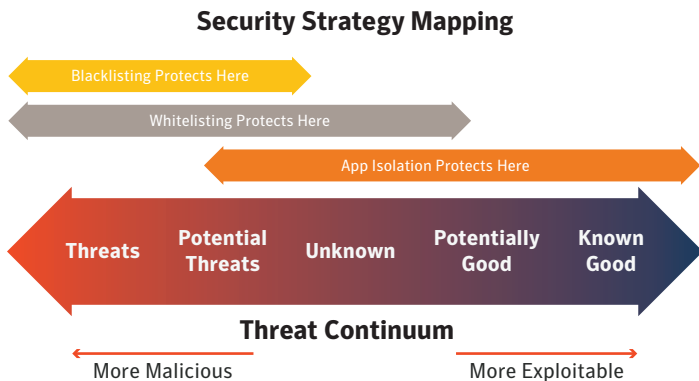 Security Strategy Mapping
Blacklisting Protects Here
Whitelisting Protects Here
App Isolation Protects Here
Threats
Potential
Threats
Unknown
Potentially
Good
Known
Good
Threat Continuum
More Malicious
More Exploitable